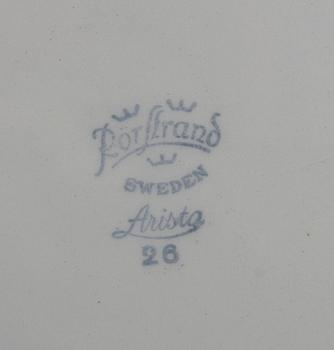 Rörstrand
SWEDEN
Arista
26